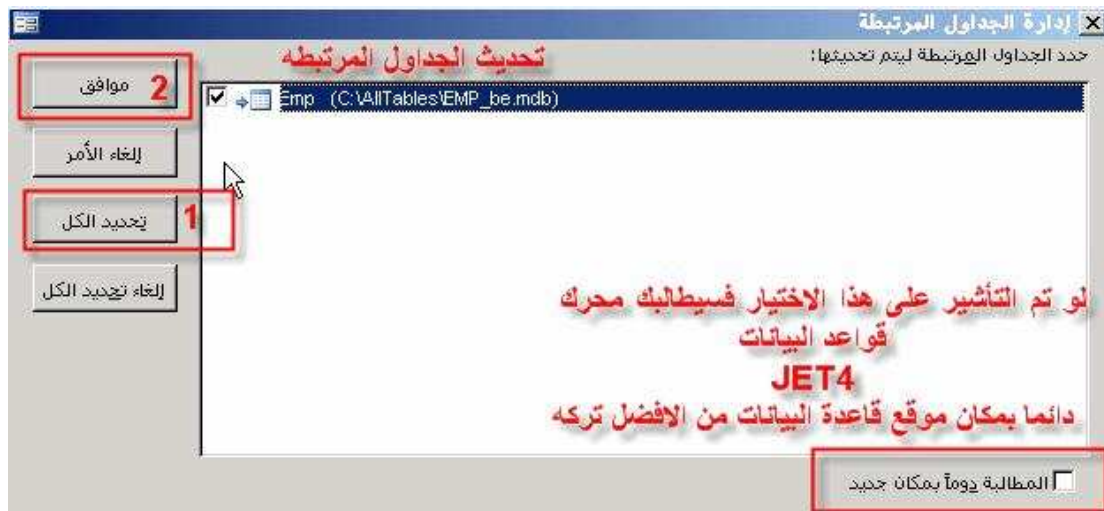 إدارة الجداول المرتبطة
حدد الجداول المرتبطة ليتم تحديثها:
تحديث الجداول المرتبطه
موافق 2
Emp (C:\AllTables\EMP_be.mdb)
إلغاء الأمر
تحديد الكل 1
إلغاء تحديد الكل
لو تم التأشير على هذا الاختيار فسيطالبك محرك
قواعد البيانات
JET4
دائما بمكان موقع قاعدة البيانات من الافضل تركه
المطالبة دوماً بمكان جديد